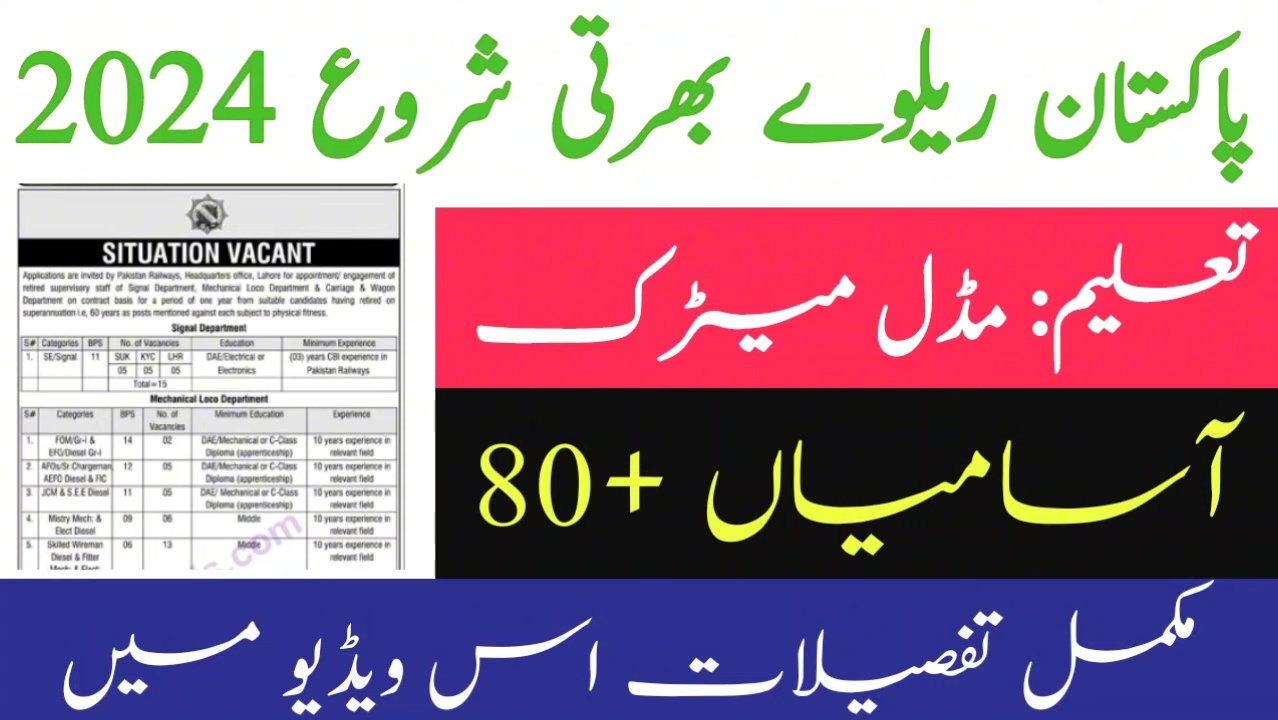 پاکستان ریلوے بھرتی شروع 2024
تعلیم: مڈل میٹرک
آسامیاں +80
مکمل تفصیلات اس ویڈیو میں
SITUATION VACANT
Applications are invited by Pakistan Railways, Headquarters office, Lahore for appointment/ engagement of
retired supervisory staff of Signal Department, Mechanical Loco Department & Carriage & Wagon
Department on contract basis for a period of one year from suitable candidates having retired on
superannuation i.e, 60 years as posts mentioned against each subject to physical fitness.
Signal Department
S# Categories BPS No. of Vacancies Education Minimum Experience
1. SE/Signal 11 SUK KYC LHR DAE/Electrical or (03) years CBI experience in
05 05 05 Electronics Pakistan Railways
Total=15
Mechanical Loco Department
S# Categories BPS No. of Minimum Education Experience
Vacancies
1. FOM/Gr-I & 14 02 DAE/Mechanical or C-Class 10 years experience in
EFO/Diesel Gr-I Diploma (apprenticeship) relevant field
2. AFOs/Sr.Chargeman, 12 05 DAE/Mechanical or C-Class 10 years experience in
AEFO Diesel & FIC Diploma (apprenticeship) relevant field
3. JCM & S.E.E Diesel 11 05 DAE/ Mechanical or C-Class 10 years experience in
Diploma (apprenticeship) relevant field
4. Mistry Mech: & 09 06 Middle 10 years experience in
Elect Diesel relevant field
5. Skilled Wireman 06 13 Middle 10 years experience in
Diesel & Fitter relevant field
Mech: & Elect:
s.com